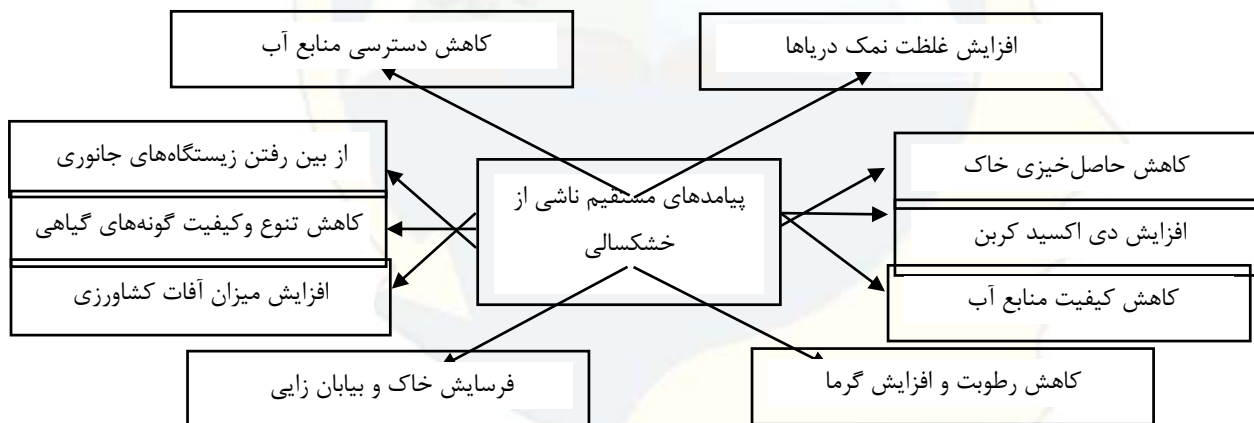 افزایش غلظت نمک دریاها
کاهش دسترسی منابع آب
کاهش حاصل‌خیزی خاک
افزایش دی اکسید کربن
کاهش کیفیت منابع آب
پیامدهای مستقیم ناشی از
خشکسالی
از بین رفتن زیستگاه‌های جانوری
کاهش تنوع وکیفیت گونه‌های گیاهی
افزایش میزان آفات کشاورزی
کاهش رطوبت و افزایش گرما
فرسایش خاک و بیابان زایی